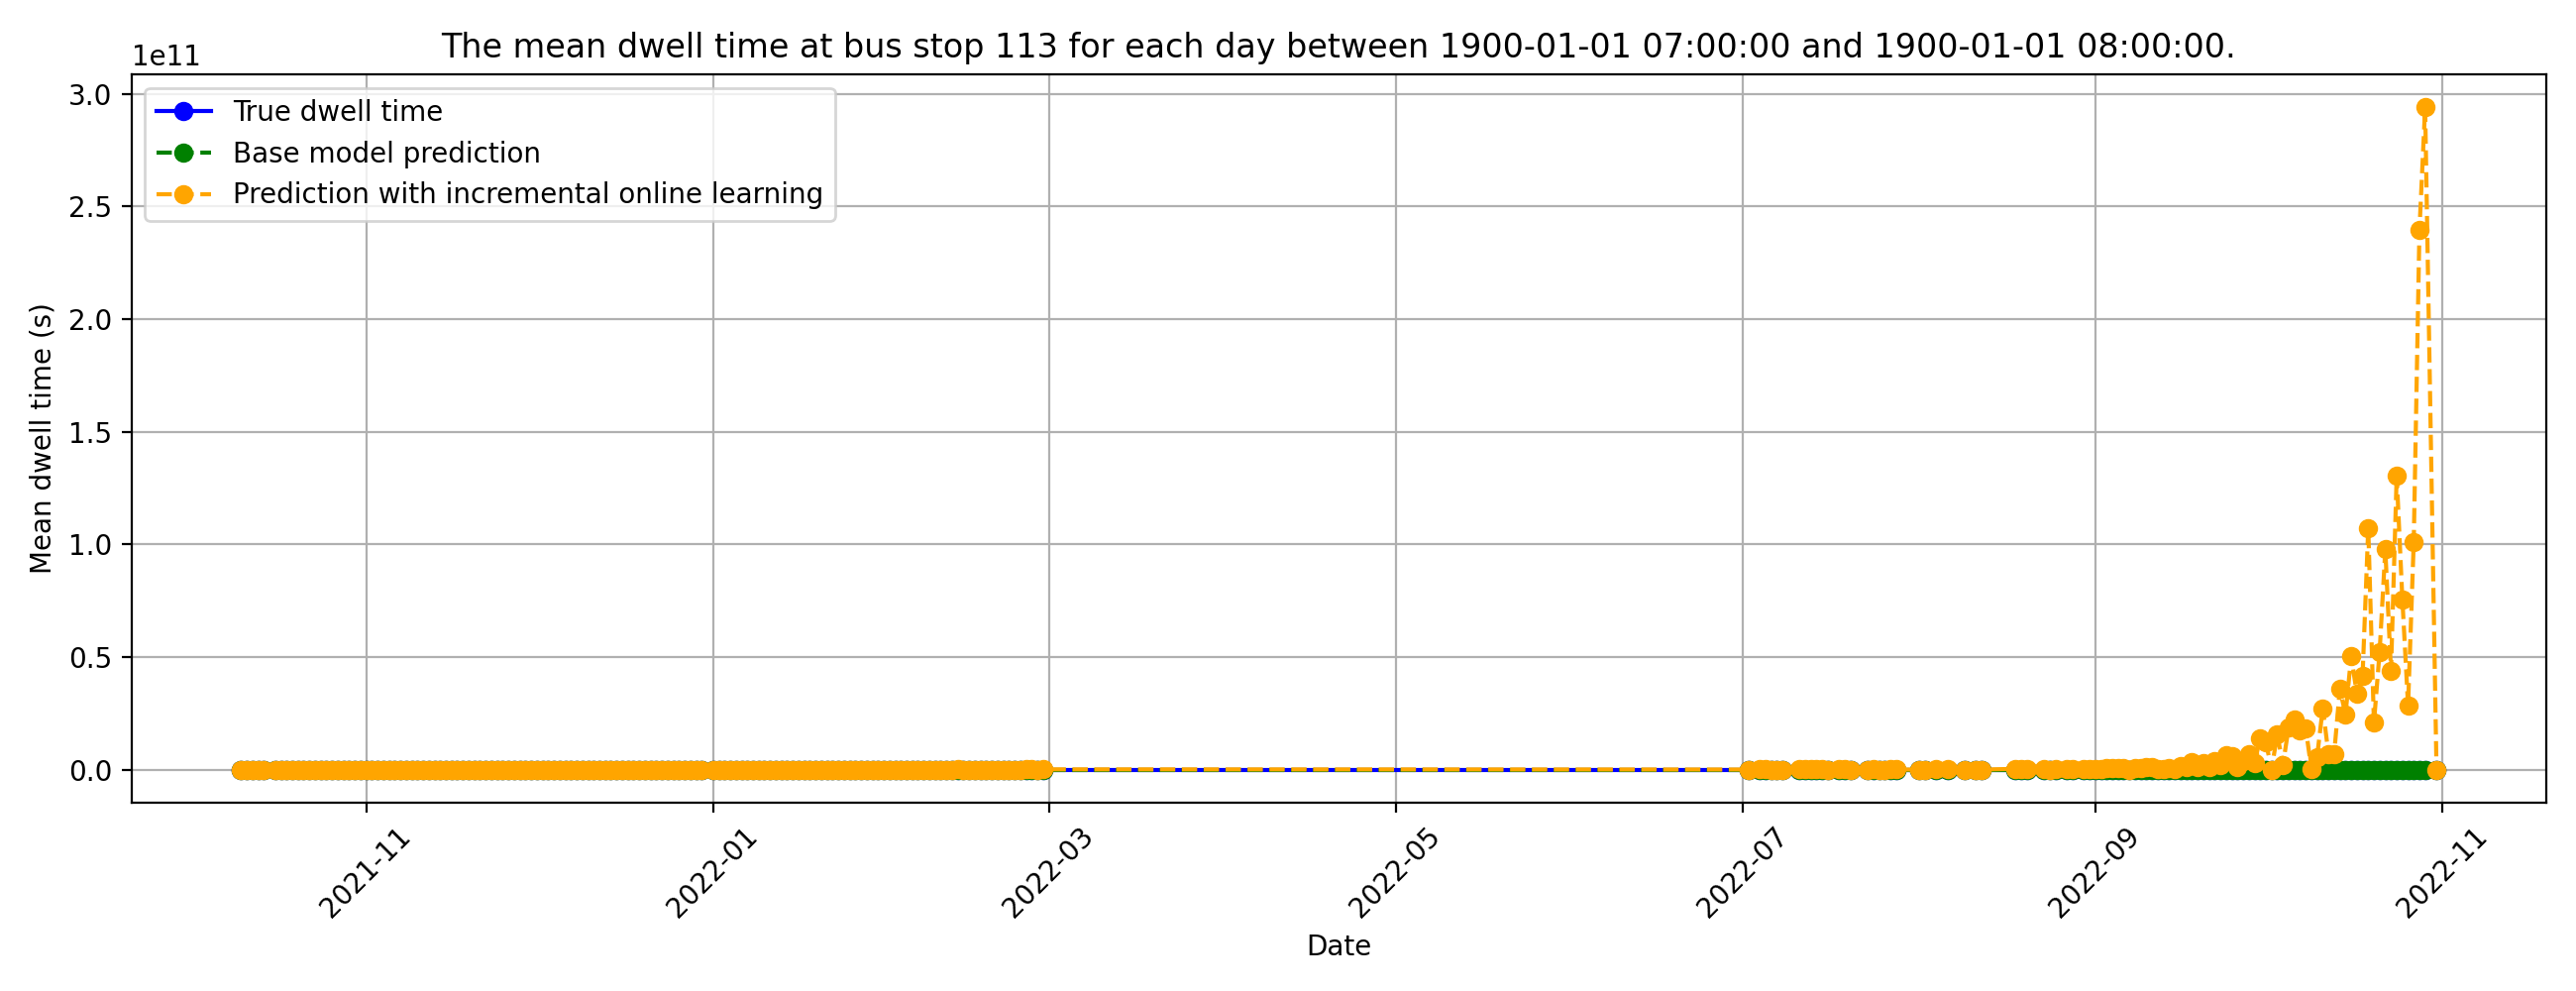 The mean dwell time at bus stop 113 for each day between 1900-01-01 07:00:00 and 1900-01-01 08:00:00.
1e11
3.0
2.5
2.0
1.5
1.0
0.5
0.0
Mean dwell time (s)
True dwell time
Base model prediction
Prediction with incremental online learning
2021-11
2022-01
2022-03
2022-05
2022-07
2022-09
2022-11
Date